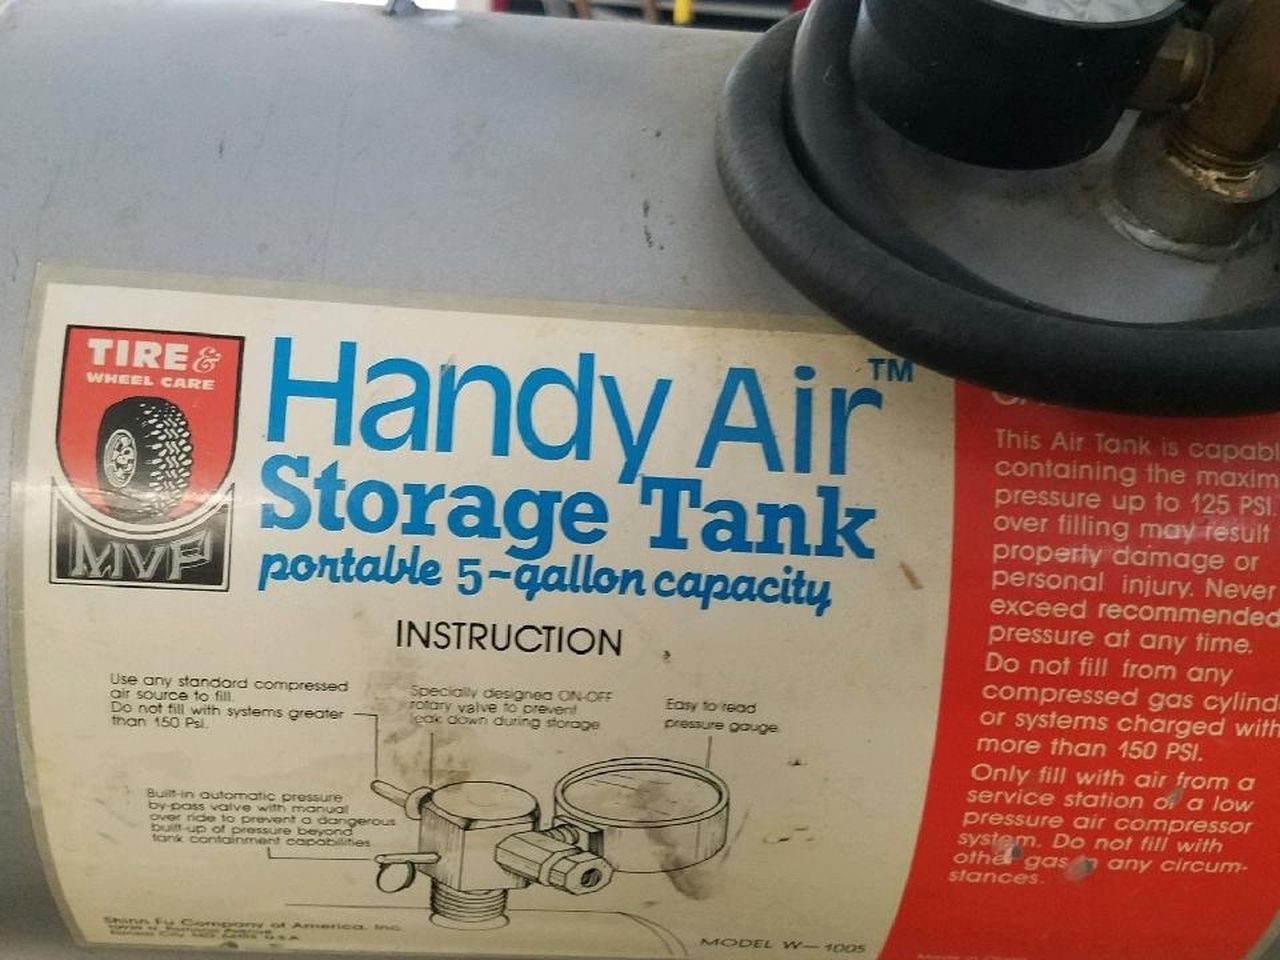 TIRE &
WHEEL CARE
MVP
Handy Air™
Storage Tank
portable 5-gallon capacity
INSTRUCTION
Use any standard compressed
air source to fill.
Do not fill with systems greater
than 150 Psi.
Specially designed ON-OFF
rotary valve to prevent
leak down during storage
Easy to read
pressure gauge
Built-in automatic pressure
by-pass valve with manual
over ride to prevent a dangerous
built-up of pressure beyond
tank containment capabilities
Shinn Fu Company of America, Inc.
Kansas City, MO U.S.A.
MODEL W-1005
This Air Tank is capabl
containing the maxim
pressure up to 125 PSI.
over filling may result
properly damage or
personal injury. Never
exceed recommended
pressure at any time.
Do not fill from any
compressed gas cylind
or systems charged with
more than 150 PSI.
Only fill with air from a
service station or a low
pressure air compressor
system. Do not fill with
other gas in any circum-
stances.